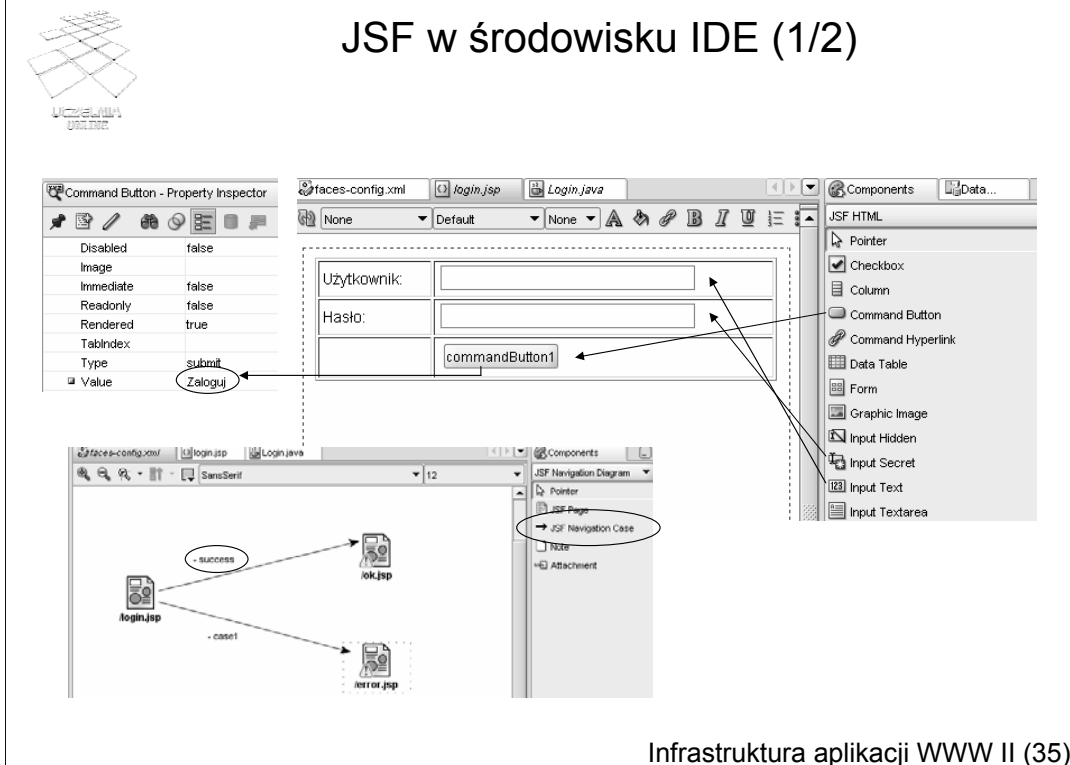 JSF w środowisku IDE (1/2)
UCZELNIA
ONLINE
Command Button - Property Inspector
Disabled false
Image
Immediate false
Readonly false
Rendered true
TabIndex
Type submit
Value Zaloguj
faces-config.xml login.jsp Login.java
None Default None A B I U
Użytkownik:
Hasło:
commandButton1
Components Data...
JSF HTML
Pointer
Checkbox
Column
Command Button
Command Hyperlink
Data Table
Form
Graphic Image
Input Hidden
Input Secret
Input Text
Input Textarea
faces-config.xml login.jsp Login.java
SansSerif 12
- success
/ok.jsp
/login.jsp
- case1
/error.jsp
Components
JSF Navigation Diagram
Pointer
JSF Page
JSF Navigation Case
Note
Attachment
Infrastruktura aplikacji WWW II (35)